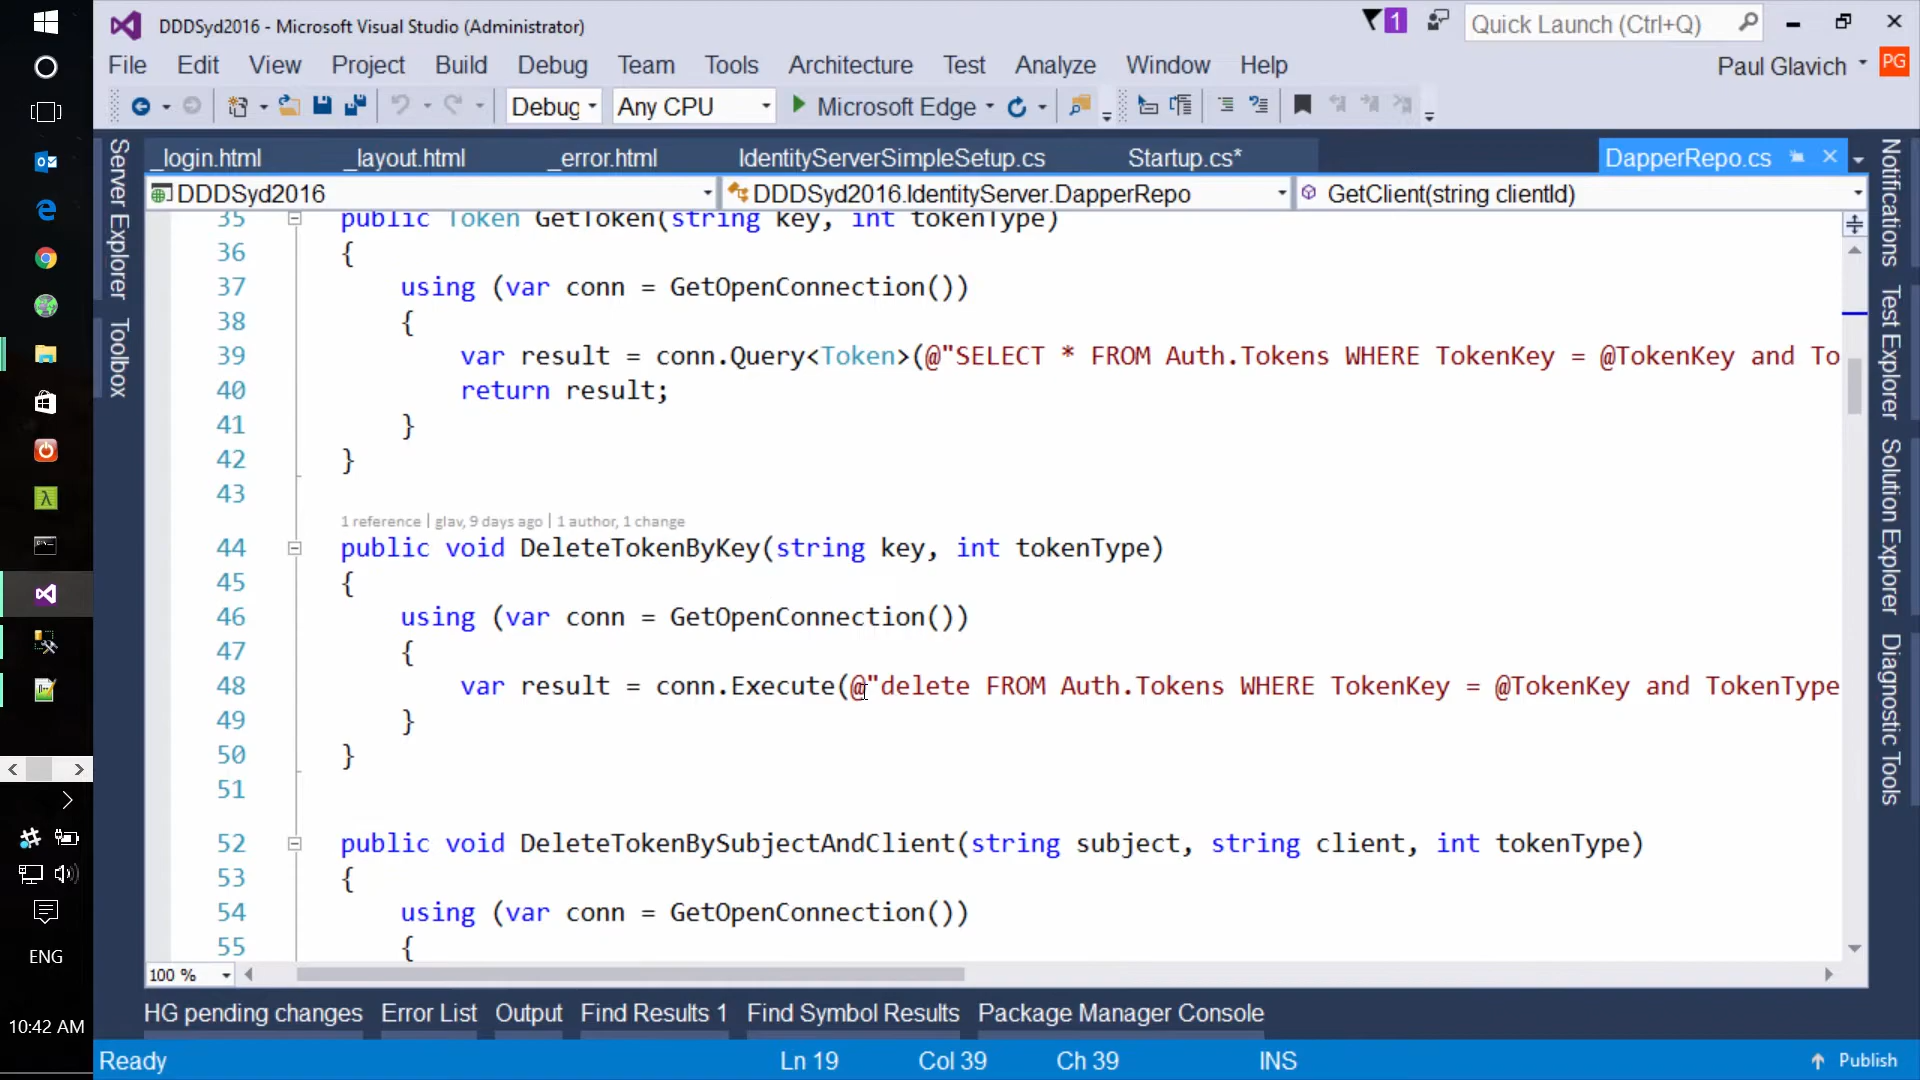 DDDSyd2016 - Microsoft Visual Studio (Administrator)
1
Quick Launch (Ctrl+Q)
File Edit View Project Build Debug Team Tools Architecture Test Analyze Window Help
Paul Glavich
PG
Debug
Any CPU
Microsoft Edge
Server Explorer
Toolbox
_login.html
_layout.html
_error.html
IdentityServerSimpleSetup.cs
Startup.cs*
DapperRepo.cs
DDDSyd2016
DDDSyd2016.IdentityServer.DapperRepo
GetClient(string clientId)
35 public Token GetToken(string key, int tokenType)
36 {
37 using (var conn = GetOpenConnection())
38 {
39 var result = conn.Query<Token>(@"SELECT * FROM Auth.Tokens WHERE TokenKey = @TokenKey and To
40 return result;
41 }
42 }
43
1 reference | glav, 9 days ago | 1 author, 1 change
44 public void DeleteTokenByKey(string key, int tokenType)
45 {
46 using (var conn = GetOpenConnection())
47 {
48 var result = conn.Execute(@"delete FROM Auth.Tokens WHERE TokenKey = @TokenKey and TokenType
49 }
50 }
51
52 public void DeleteTokenBySubjectAndClient(string subject, string client, int tokenType)
53 {
54 using (var conn = GetOpenConnection())
55 {
100 %
Notifications
Test Explorer
Solution Explorer
Diagnostic Tools
HG pending changes
Error List
Output
Find Results 1
Find Symbol Results
Package Manager Console
Ready
Ln 19
Col 39
Ch 39
INS
Publish
ENG
10:42 AM